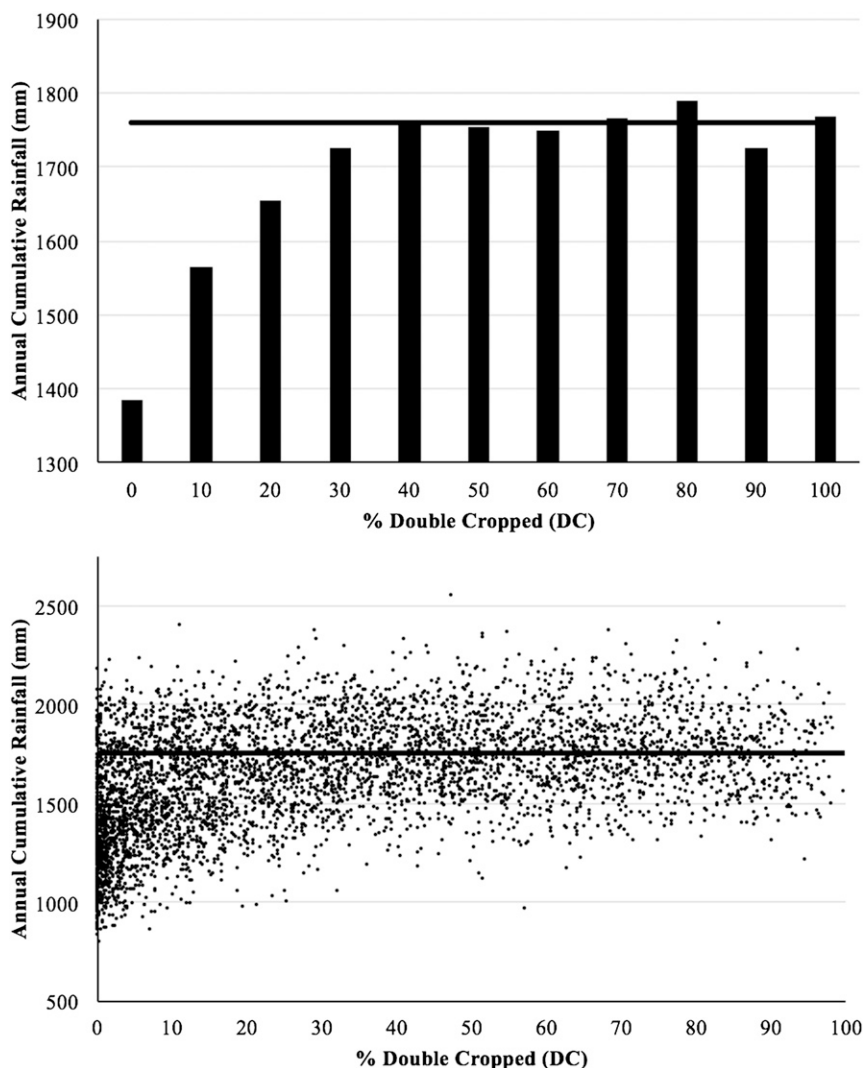 1900
1800
1700
1600
1500
1400
1300
Annual Cumulative Rainfall (mm)
0 10 20 30 40 50 60 70 80 90 100
% Double Cropped (DC)
2500
2000
1500
1000
500
Annual Cumulative Rainfall (mm)
0 10 20 30 40 50 60 70 80 90 100
% Double Cropped (DC)